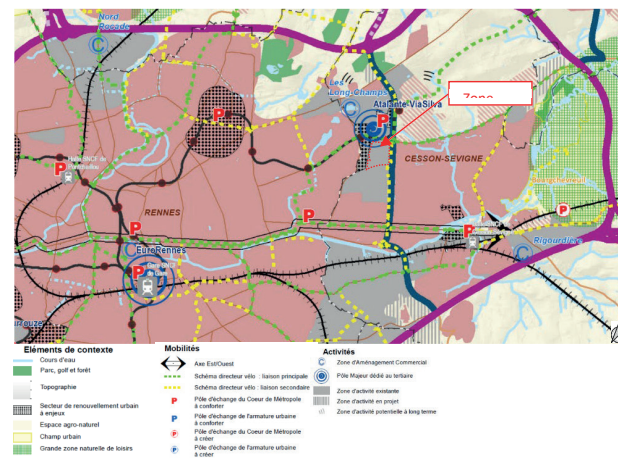 Nord
Rocade
C
Les
Long-Champs
Atalante ViaSilva
C
P
P
P
CESSON-SEVIGNE
RENNES
P
P
P
P
C
EuroRennes
P
C
Rigourdière
Eléments de contexte
Cours d'eau
Parc, golf et forêt
Topographie
Secteur de renouvellement urbain
à enjeux
Espace agro-naturel
Champ urbain
Grande zone naturelle de loisirs
Mobilités
Axe Est/Ouest
Schéma directeur vélo : liaison principale
Schéma directeur vélo : liaison secondaire
P Pôle d'échange du Coeur de Métropole
à conforter
P Pôle d'échange de l'armature urbaine
à conforter
P Pôle d'échange du Coeur de Métropole
à créer
P Pôle d'échange de l'armature urbaine
à créer
Activités
C Zone d'Aménagement Commercial
Pôle Majeur dédié au tertiaire
Zone d'activité existante
Zone d'activité en projet
Zone d'activité potentielle à long terme